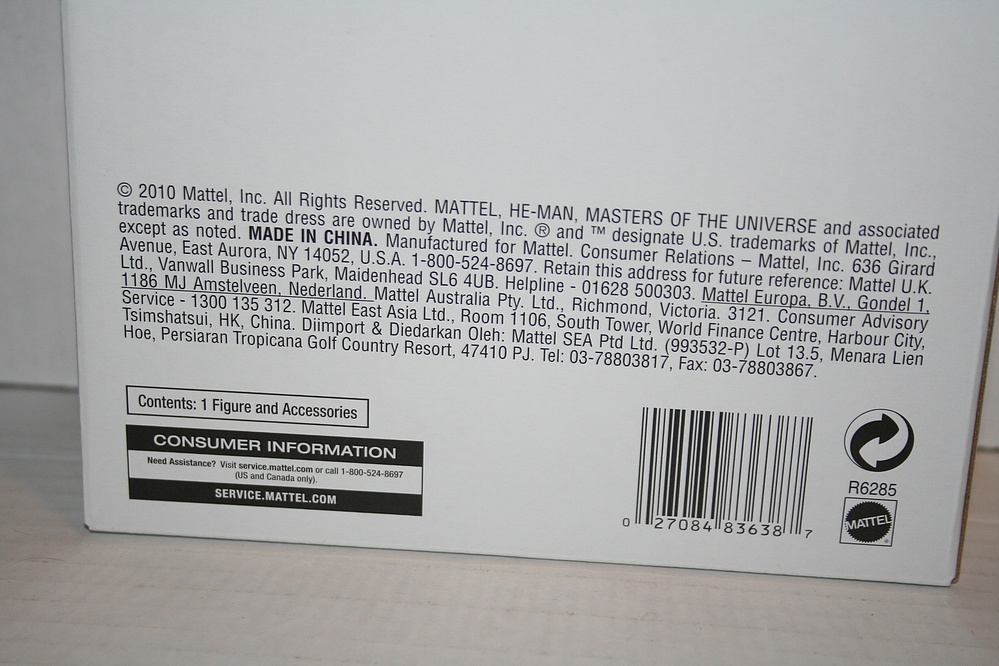 © 2010 Mattel, Inc. All Rights Reserved. MATTEL, HE-MAN, MASTERS OF THE UNIVERSE and associated
trademarks and trade dress are owned by Mattel, Inc. ® and ™ designate U.S. trademarks of Mattel, Inc.,
except as noted. MADE IN CHINA. Manufactured for Mattel. Consumer Relations – Mattel, Inc. 636 Girard
Avenue, East Aurora, NY 14052, U.S.A. 1-800-524-8697. Retain this address for future reference: Mattel U.K.
Ltd., Vanwall Business Park, Maidenhead SL6 4UB. Helpline - 01628 500303. Mattel Europa, B.V., Gondel 1,
1186 MJ Amstelveen, Nederland. Mattel Australia Pty. Ltd., Richmond, Victoria. 3121. Consumer Advisory
Service - 1300 135 312. Mattel East Asia Ltd., Room 1106, South Tower, World Finance Centre, Harbour City,
Tsimshatsui, HK, China. Diimport & Diedarkan Oleh: Mattel SEA Ptd Ltd. (993532-P) Lot 13.5, Menara Lien
Hoe, Persiaran Tropicana Golf Country Resort, 47410 PJ. Tel: 03-78803817, Fax: 03-78803867.
Contents: 1 Figure and Accessories
CONSUMER INFORMATION
Need Assistance? Visit service.mattel.com or call 1-800-524-8697
(US and Canada only).
SERVICE.MATTEL.COM
0 27084 83638 7
R6285
MATTEL
®